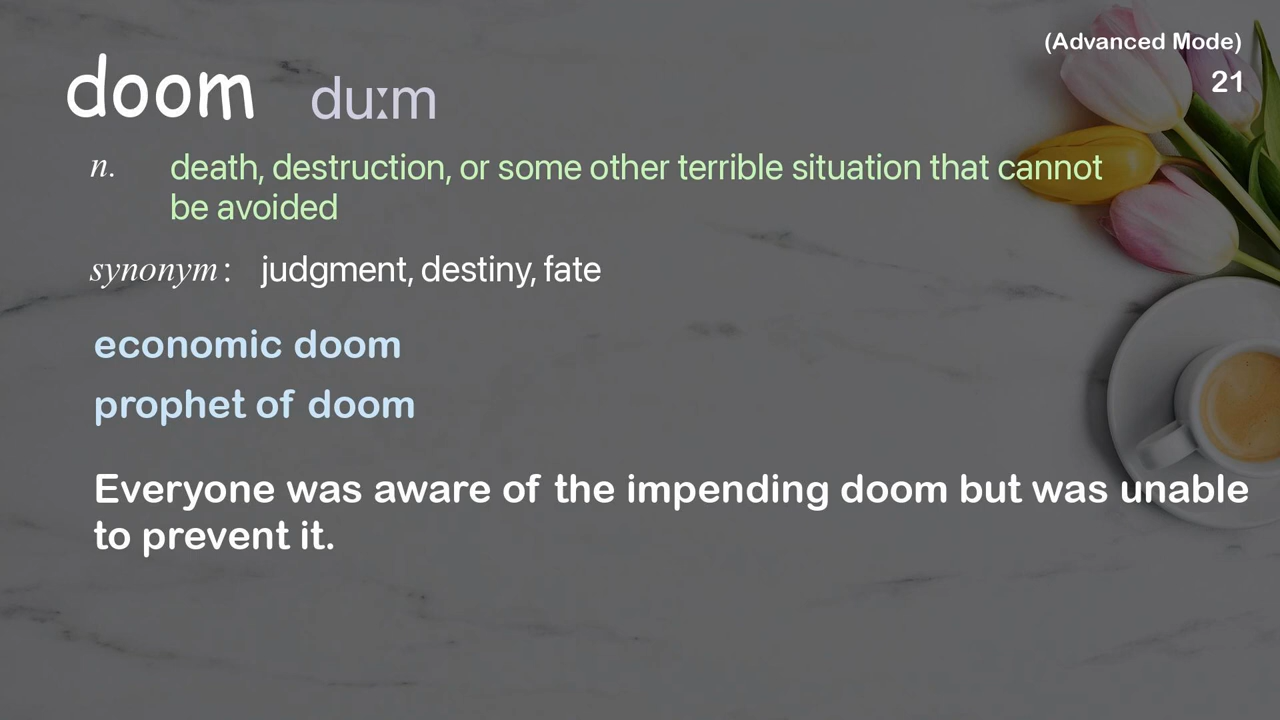 (Advanced Mode)
21
doom duːm
n. death, destruction, or some other terrible situation that cannot
be avoided
synonym: judgment, destiny, fate
economic doom
prophet of doom
Everyone was aware of the impending doom but was unable
to prevent it.